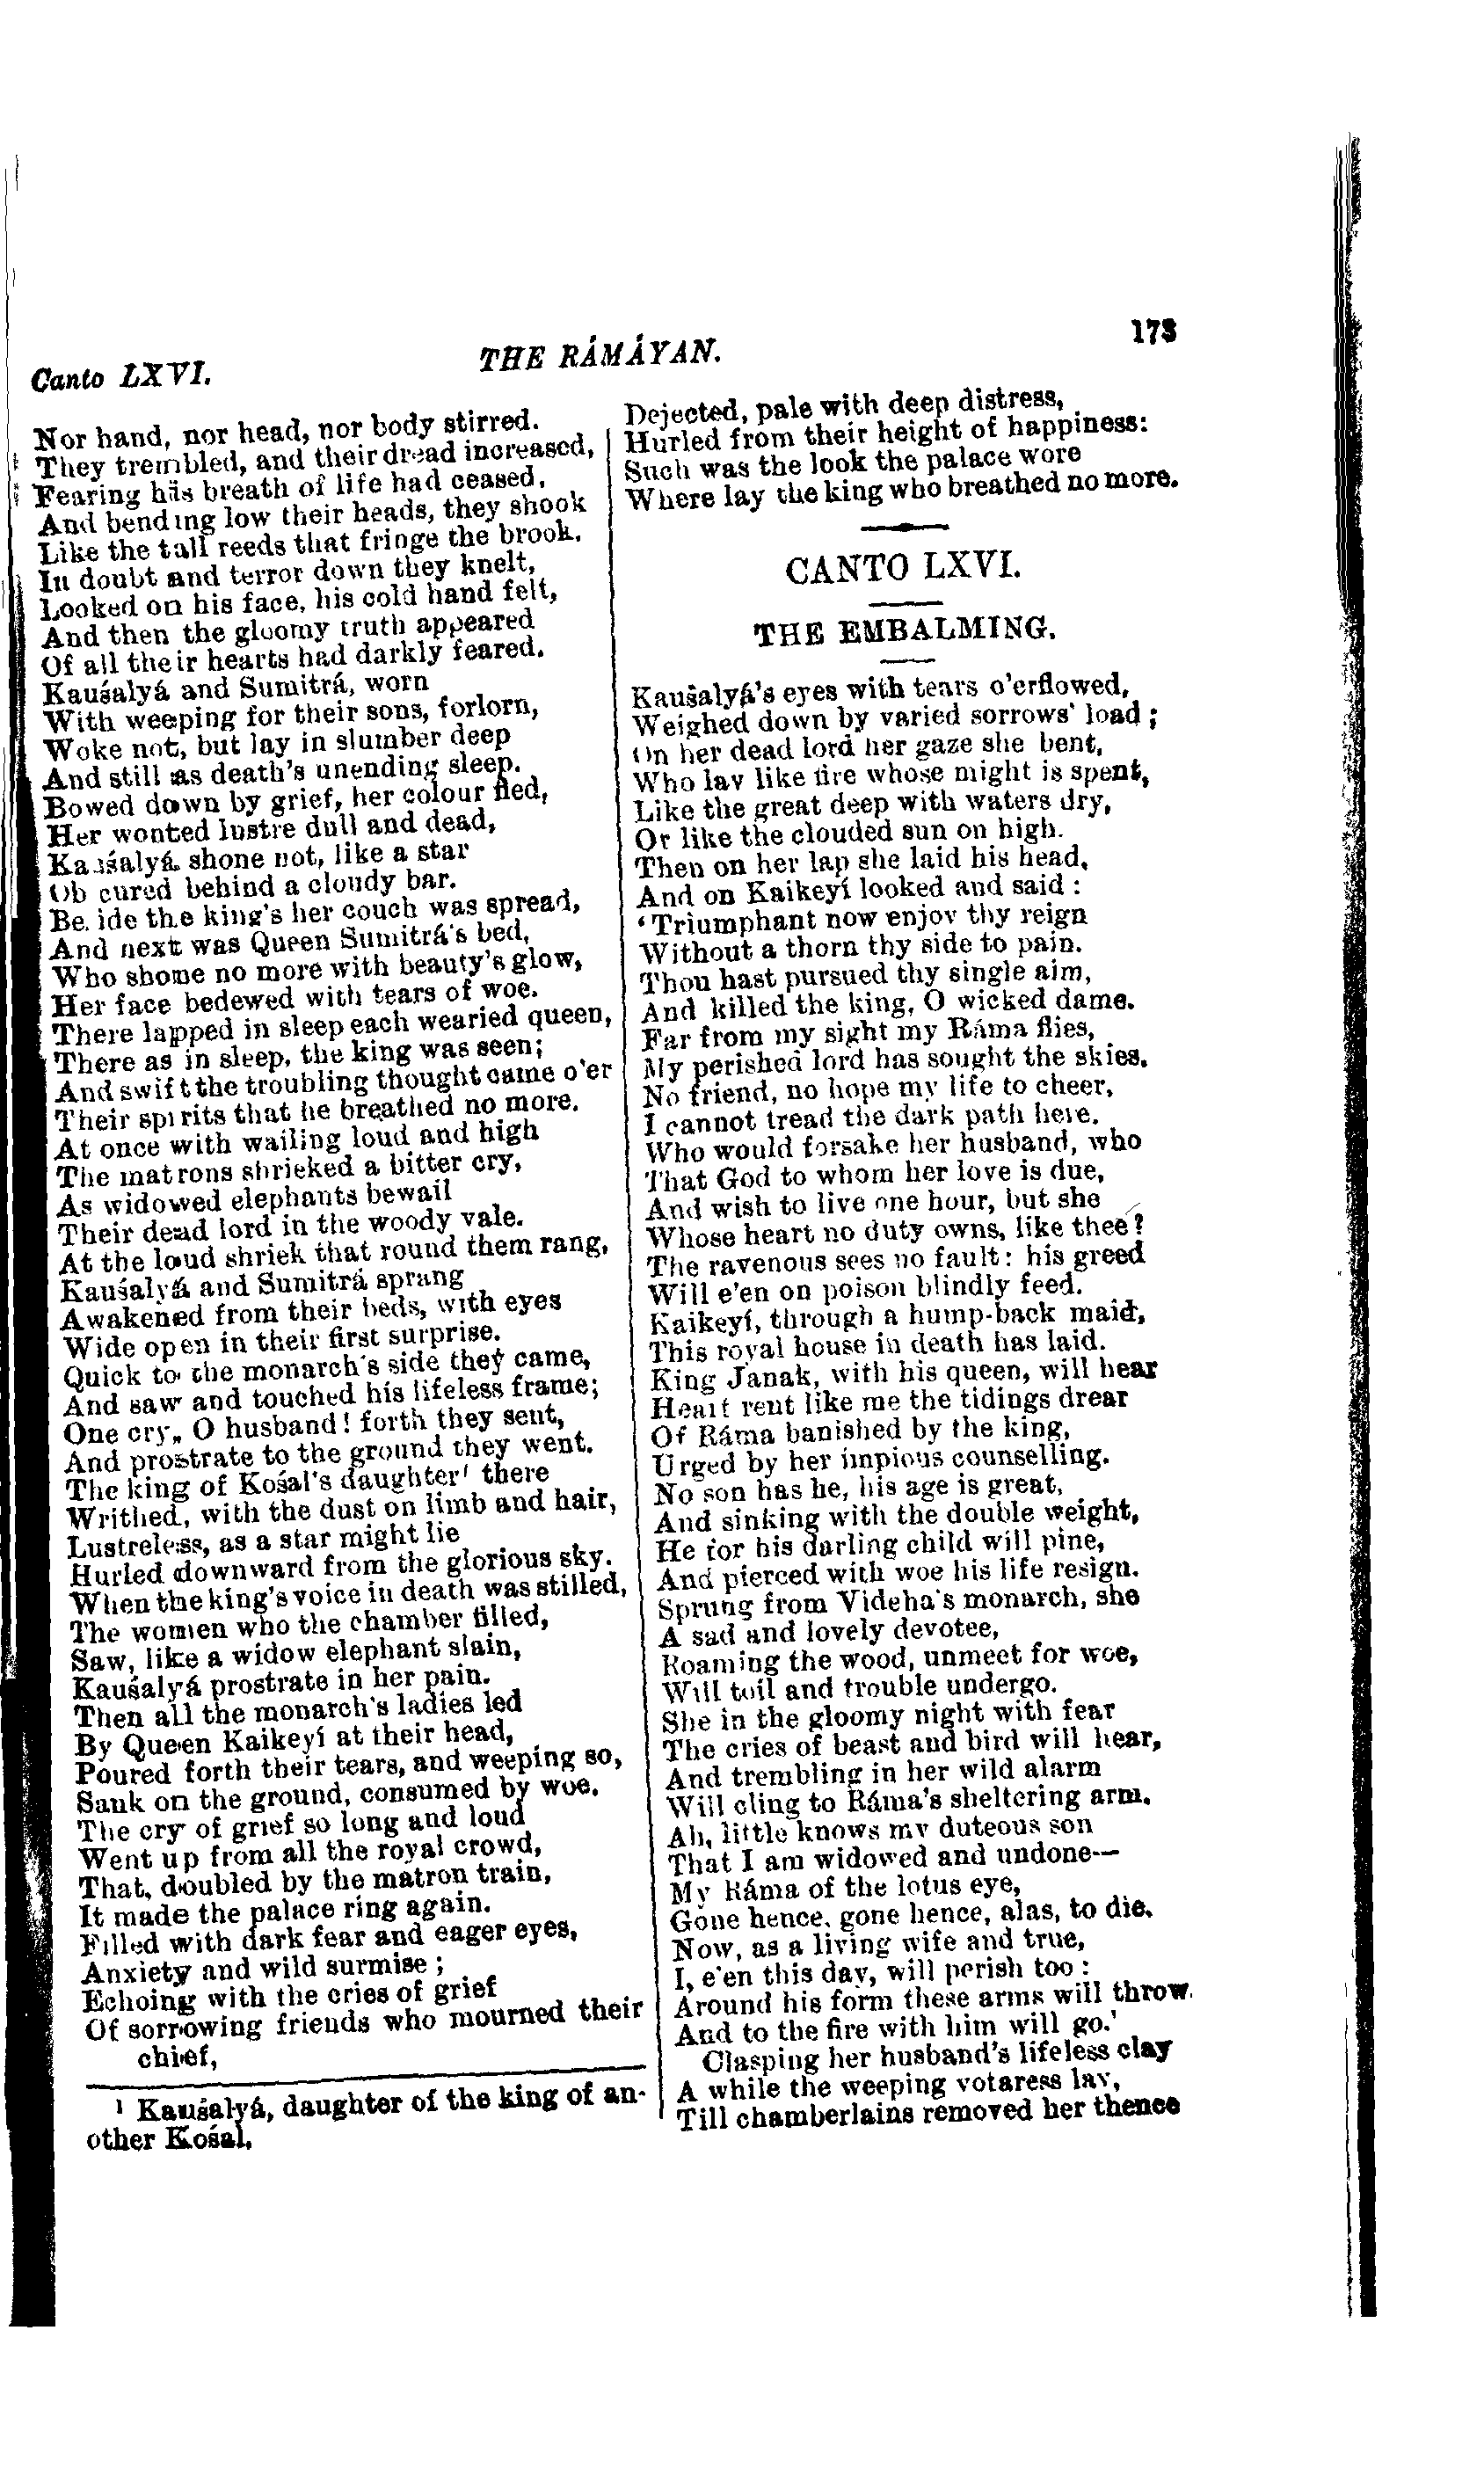 Canto LXVI.
THE RÁMÁYAN.
173
Nor hand, nor head, nor body stirred.
They trembled, and their dread increased,
Fearing his breath of life had ceased,
And bending low their heads, they shook
Like the tall reeds that fringe the brook.
In doubt and terror down they knelt,
Looked on his face, his cold hand felt,
And then the gloomy truth appeared
Of all their hearts had darkly feared.
Kauśalyá and Sumitrá, worn
With weeping for their sons, forlorn,
Woke not, but lay in slumber deep
And still as death's unending sleep.
Bowed down by grief, her colour fled,
Her wonted lustre dull and dead,
Kauśalyá shone not, like a star
Ob cured behind a cloudy bar.
Be. ide the king's her couch was spread,
And next was Queen Sumitrá's bed,
Who shone no more with beauty's glow,
Her face bedewed with tears of woe.
There lapped in sleep each wearied queen,
There as in sleep, the king was seen;
And swift the troubling thought came o'er
Their spirits that he breathed no more.
At once with wailing loud and high
The matrons shrieked a bitter cry,
As widowed elephants bewail
Their dead lord in the woody vale.
At the loud shriek that round them rang,
Kauśalyá and Sumitrá sprang
Awakened from their beds, with eyes
Wide open in their first surprise.
Quick to the monarch's side they came,
And saw and touched his lifeless frame;
One cry, O husband! forth they sent,
And prostrate to the ground they went.
The king of Kośal's daughter¹ there
Writhed, with the dust on limb and hair,
Lustreless, as a star might lie
Hurled downward from the glorious sky.
When the king's voice in death was stilled,
The women who the chamber filled,
Saw, like a widow elephant slain,
Kauśalyá prostrate in her pain.
Then all the monarch's ladies led
By Queen Kaikeyí at their head,
Poured forth their tears, and weeping so,
Sank on the ground, consumed by woe.
The cry of grief so long and loud
Went up from all the royal crowd,
That, doubled by the matron train,
It made the palace ring again.
Filled with dark fear and eager eyes,
Anxiety and wild surmise;
Echoing with the cries of grief
Of sorrowing friends who mourned their
chief,
¹ Kauśalyá, daughter of the king of an-
other Kośal.
Dejected, pale with deep distress,
Hurled from their height of happiness:
Such was the look the palace wore
Where lay the king who breathed no more.
CANTO LXVI.
THE EMBALMING.
Kauśalyá's eyes with tears o'erflowed,
Weighed down by varied sorrows' load;
On her dead lord her gaze she bent,
Who lay like fire whose might is spent,
Like the great deep with waters dry,
Or like the clouded sun on high.
Then on her lap she laid his head,
And on Kaikeyí looked and said:
'Triumphant now enjoy thy reign
Without a thorn thy side to pain.
Thou hast pursued thy single aim,
And killed the king, O wicked dame.
Far from my sight my Ráma flies,
My perished lord has sought the skies.
No friend, no hope my life to cheer,
I cannot tread the dark path here.
Who would forsake her husband, who
That God to whom her love is due,
And wish to live one hour, but she
Whose heart no duty owns, like thee?
The ravenous sees no fault: his greed
Will e'en on poison blindly feed.
Kaikeyí, through a hump-back maid,
This royal house in death has laid.
King Janak, with his queen, will hear
Heart rent like me the tidings drear
Of Ráma banished by the king,
Urged by her impious counselling.
No son has he, his age is great,
And sinking with the double weight,
He for his darling child will pine,
And pierced with woe his life resign.
Sprung from Videha's monarch, she
A sad and lovely devotee,
Roaming the wood, unmeet for woe,
Will toil and trouble undergo.
She in the gloomy night with fear
The cries of beast and bird will hear,
And trembling in her wild alarm
Will cling to Ráma's sheltering arm.
Ah, little knows my duteous son
That I am widowed and undone—
My Ráma of the lotus eye,
Gone hence, gone hence, alas, to die.
Now, as a living wife and true,
I, e'en this day, will perish too:
Around his form these arms will throw
And to the fire with him will go.'
Clasping her husband's lifeless clay
A while the weeping votaress lay,
Till chamberlains removed her thence